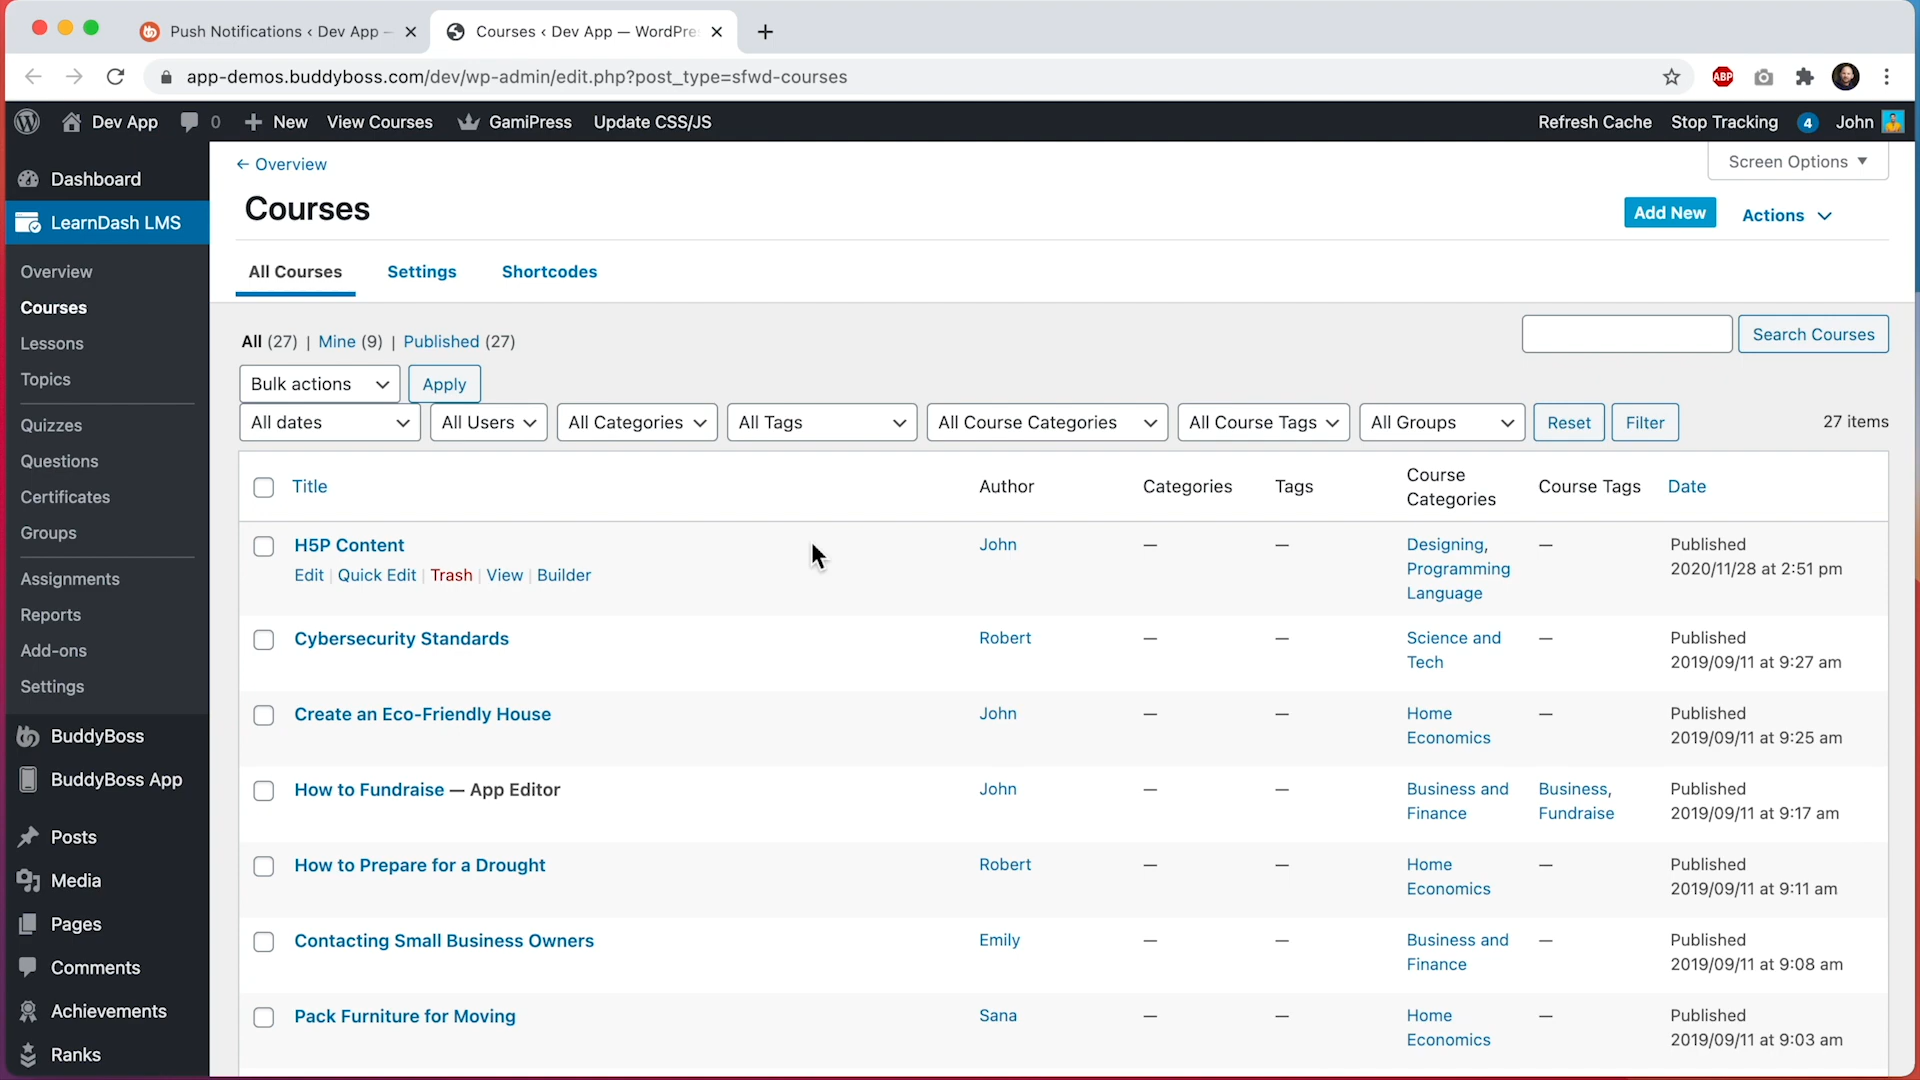 Push Notifications ‹ Dev App –
Courses ‹ Dev App — WordPre
app-demos.buddyboss.com/dev/wp-admin/edit.php?post_type=sfwd-courses
ABP
Dev App
0
New
View Courses
GamiPress
Update CSS/JS
Refresh Cache
Stop Tracking
4
John
Dashboard
LearnDash LMS
Overview
Courses
Lessons
Topics
Quizzes
Questions
Certificates
Groups
Assignments
Reports
Add-ons
Settings
BuddyBoss
BuddyBoss App
Posts
Media
Pages
Comments
Achievements
Ranks
← Overview
Screen Options ▼
Courses
Add New
Actions
All Courses
Settings
Shortcodes
All (27) | Mine (9) | Published (27)
Search Courses
Bulk actions
Apply
All dates
All Users
All Categories
All Tags
All Course Categories
All Course Tags
All Groups
Reset
Filter
27 items
Title
Author
Categories
Tags
Course
Categories
Course Tags
Date
H5P Content
Edit | Quick Edit | Trash | View | Builder
John
—
—
Designing,
Programming
Language
—
Published
2020/11/28 at 2:51 pm
Cybersecurity Standards
Robert
—
—
Science and
Tech
—
Published
2019/09/11 at 9:27 am
Create an Eco-Friendly House
John
—
—
Home
Economics
—
Published
2019/09/11 at 9:25 am
How to Fundraise — App Editor
John
—
—
Business and
Finance
Business,
Fundraise
Published
2019/09/11 at 9:17 am
How to Prepare for a Drought
Robert
—
—
Home
Economics
—
Published
2019/09/11 at 9:11 am
Contacting Small Business Owners
Emily
—
—
Business and
Finance
—
Published
2019/09/11 at 9:08 am
Pack Furniture for Moving
Sana
—
—
Home
Economics
—
Published
2019/09/11 at 9:03 am